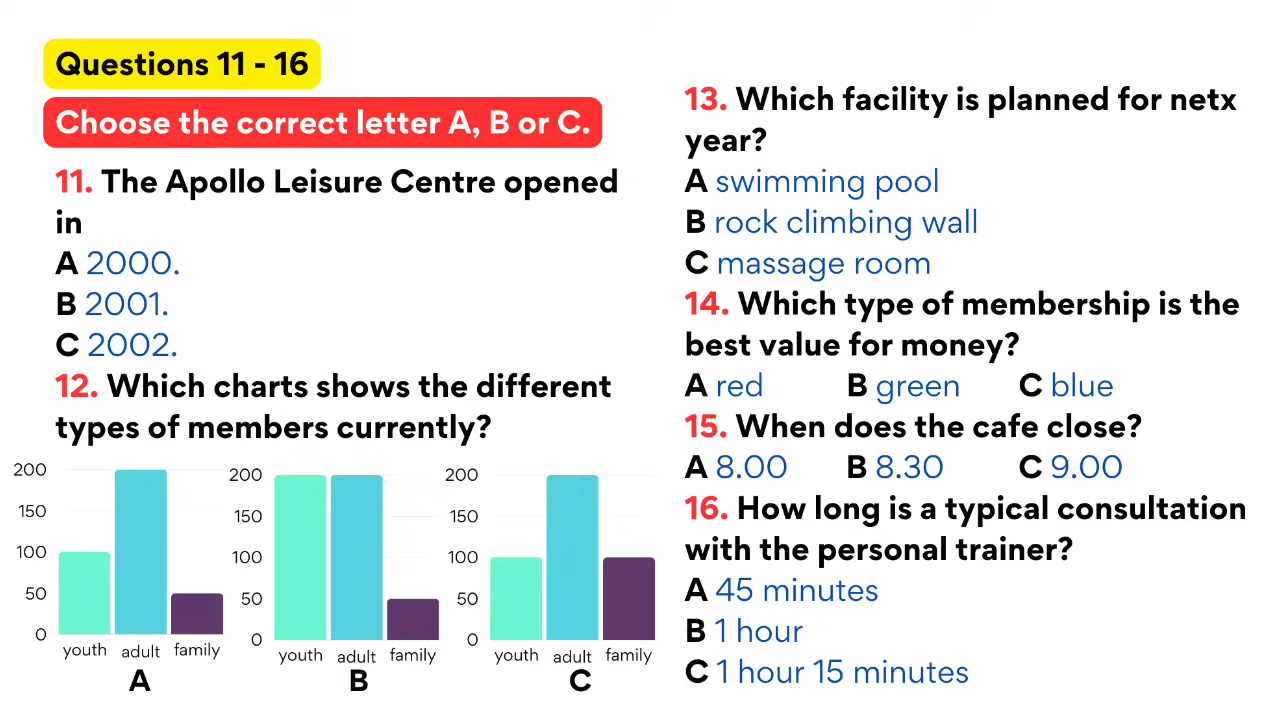 Questions 11 - 16
Choose the correct letter A, B or C.
11. The Apollo Leisure Centre opened
in
A 2000.
B 2001.
C 2002.
12. Which charts shows the different
types of members currently?
200
150
100
50
0
youth adult family
A
200
150
100
50
0
youth adult family
B
200
150
100
50
0
youth adult family
C
13. Which facility is planned for netx
year?
A swimming pool
B rock climbing wall
C massage room
14. Which type of membership is the
best value for money?
A red B green C blue
15. When does the cafe close?
A 8.00 B 8.30 C 9.00
16. How long is a typical consultation
with the personal trainer?
A 45 minutes
B 1 hour
C 1 hour 15 minutes